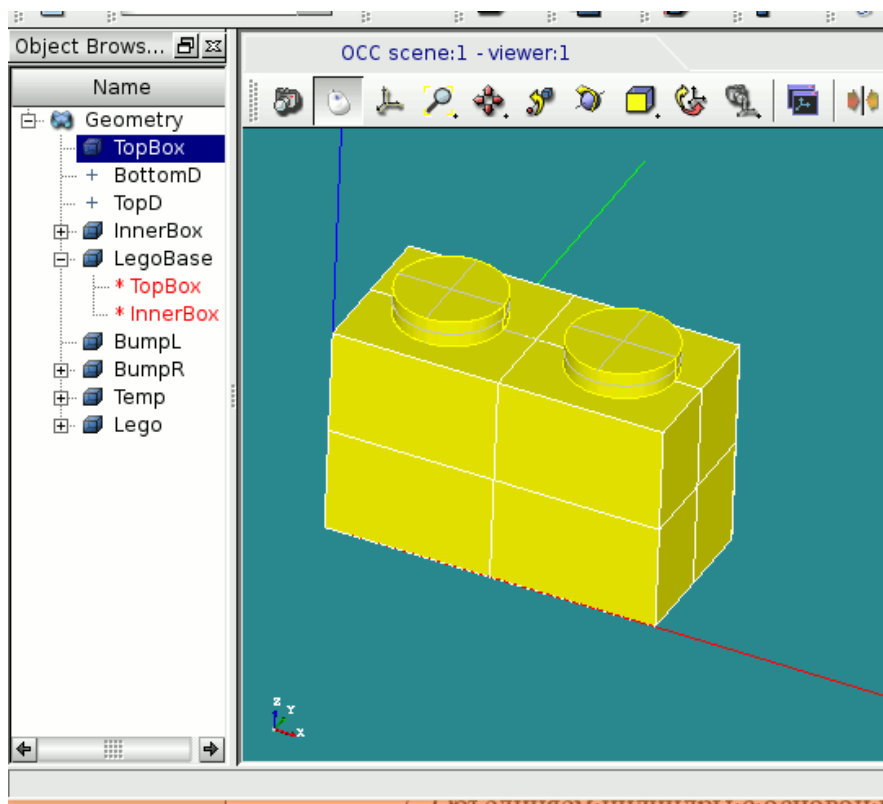 Object Brows...
OCC scene:1 - viewer:1
Name
Geometry
TopBox
BottomD
TopD
InnerBox
LegoBase
* TopBox
* InnerBox
BumpL
BumpR
Temp
Lego
Z
Y
X